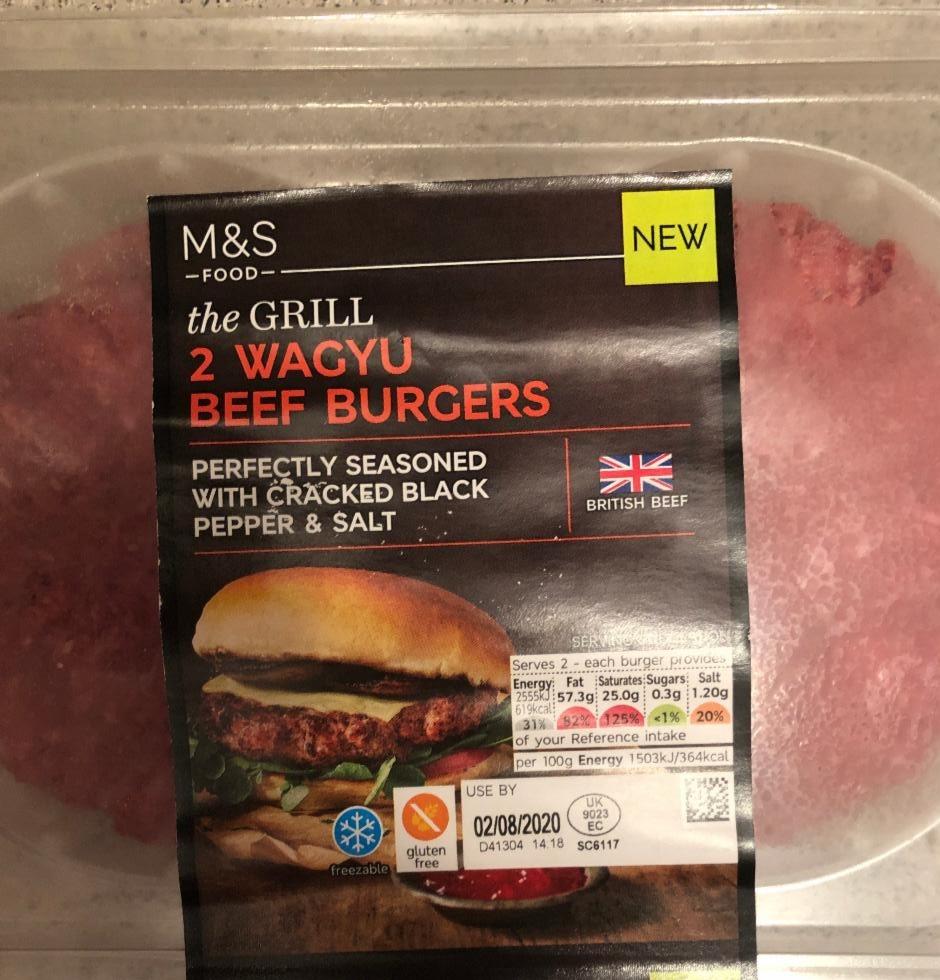 M&S
FOOD
NEW
the GRILL
2 WAGYU
BEEF BURGERS
PERFECTLY SEASONED
WITH CRACKED BLACK
PEPPER & SALT
BRITISH BEEF
SERVING SUGGESTION
Serves 2 - each burger provides
Energy Fat Saturates Sugars Salt
2555kJ 57.3g 25.0g 0.3g 1.20g
619kcal
31% 82% 125% <1% 20%
of your Reference intake
per 100g Energy 1503kJ/364kcal
USE BY
02/08/2020
D41304 14.18
UK
9023
EC
SC6117
gluten
free
freezable